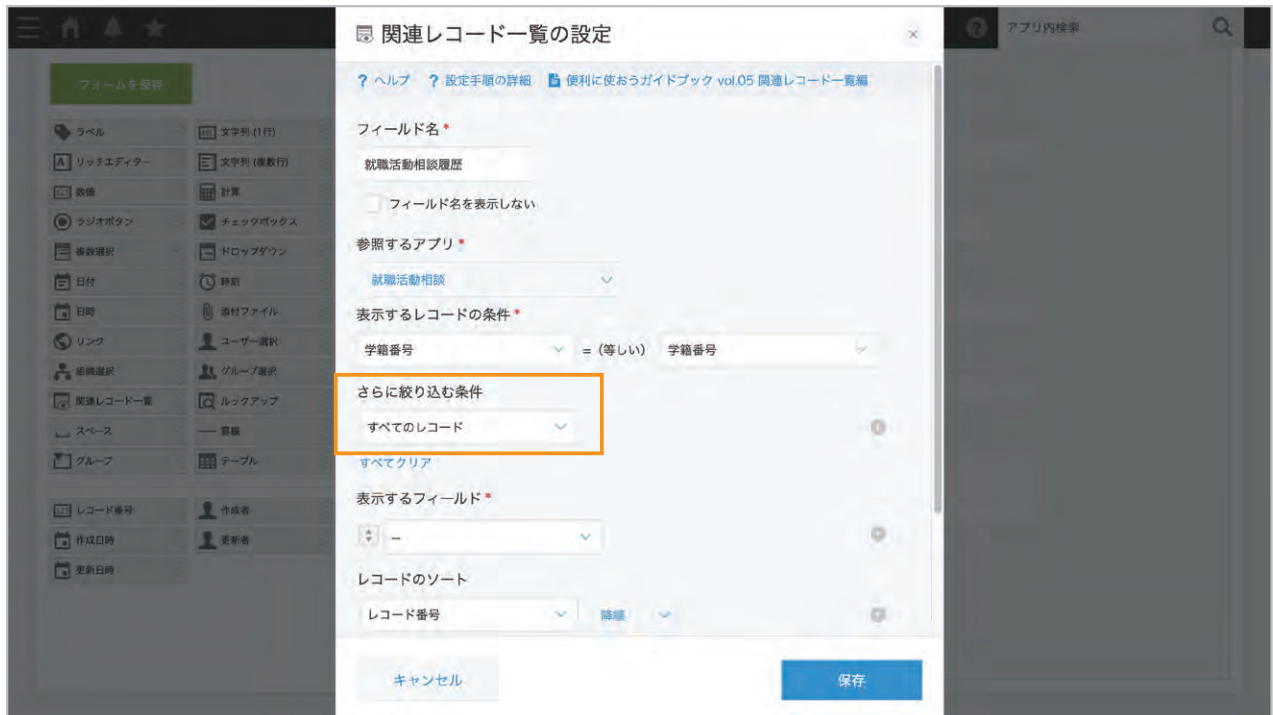 関連レコード一覧の設定
×
? アプリ内検索
? ヘルプ ? 設定手順の詳細 便利に使おうガイドブック vol.05 関連レコード一覧編
フォームを保存
フィールド名 *
就職活動相談履歴
フィールド名を表示しない
参照するアプリ *
就職活動相談
表示するレコードの条件 *
学籍番号 = (等しい) 学籍番号
さらに絞り込む条件
すべてのレコード
すべてクリア
表示するフィールド *
--
レコードのソート
レコード番号 降順
キャンセル 保存
ラベル 文字列 (1行)
リッチエディター 文字列 (複数行)
数値 計算
ラジオボタン チェックボックス
複数選択 ドロップダウン
日付 時刻
日時 添付ファイル
リンク ユーザー選択
組織選択 グループ選択
関連レコード一覧 ルックアップ
スペース 罫線
グループ テーブル
レコード番号 作成者
作成日時 更新者
更新日時